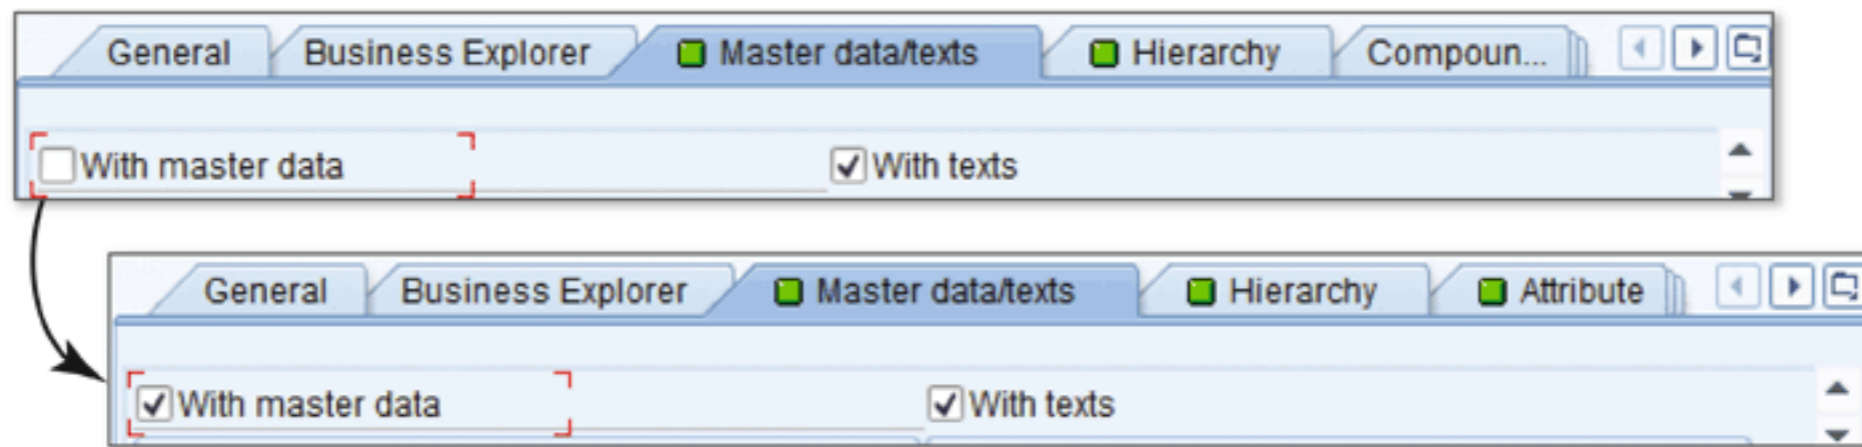 General Business Explorer Master data/texts Hierarchy Compoun...
With master data With texts
General Business Explorer Master data/texts Hierarchy Attribute
With master data With texts